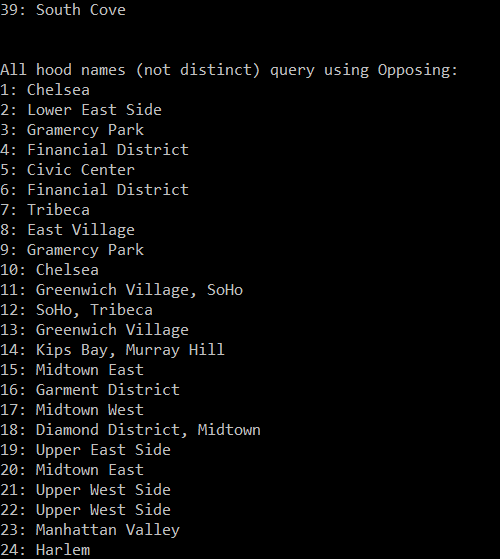 39: South Cove
All hood names (not distinct) query using Opposing:
1: Chelsea
2: Lower East Side
3: Gramercy Park
4: Financial District
5: Civic Center
6: Financial District
7: Tribeca
8: East Village
9: Gramercy Park
10: Chelsea
11: Greenwich Village, SoHo
12: SoHo, Tribeca
13: Greenwich Village
14: Kips Bay, Murray Hill
15: Midtown East
16: Garment District
17: Midtown West
18: Diamond District, Midtown
19: Upper East Side
20: Midtown East
21: Upper West Side
22: Upper West Side
23: Manhattan Valley
24: Harlem